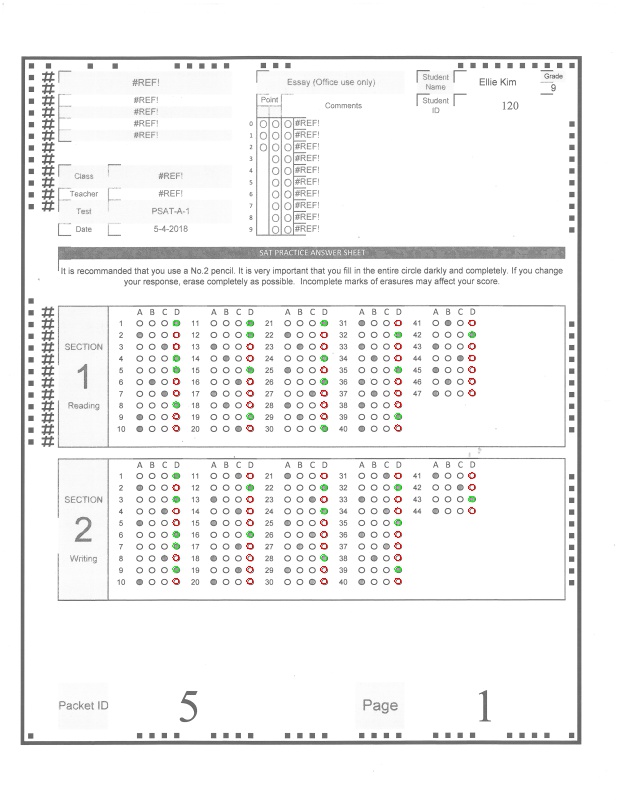 #REF! Essay (Office use only) Student Name Ellie Kim Grade 9
#REF! Point Comments Student ID 120
#REF!
#REF!
#REF!
0 #REF!
1 #REF!
2 #REF!
3 #REF!
4 #REF!
5 #REF!
6 #REF!
7 #REF!
8 #REF!
9 #REF!
Class #REF!
Teacher #REF!
Test PSAT-A-1
Date 5-4-2018
SAT PRACTICE ANSWER SHEET
It is recommanded that you use a No.2 pencil. It is very important that you fill in the entire circle darkly and completely. If you change
your response, erase completely as possible. Incomplete marks of erasures may affect your score.
SECTION
1
Reading
A B C D A B C D A B C D A B C D A B C D
1 11 21 31 41
2 12 22 32 42
3 13 23 33 43
4 14 24 34 44
5 15 25 35 45
6 16 26 36 46
7 17 27 37 47
8 18 28 38
9 19 29 39
10 20 30 40
SECTION
2
Writing
A B C D A B C D A B C D A B C D A B C D
1 11 21 31 41
2 12 22 32 42
3 13 23 33 43
4 14 24 34 44
5 15 25 35
6 16 26 36
7 17 27 37
8 18 28 38
9 19 29 39
10 20 30 40
Packet ID 5 Page 1